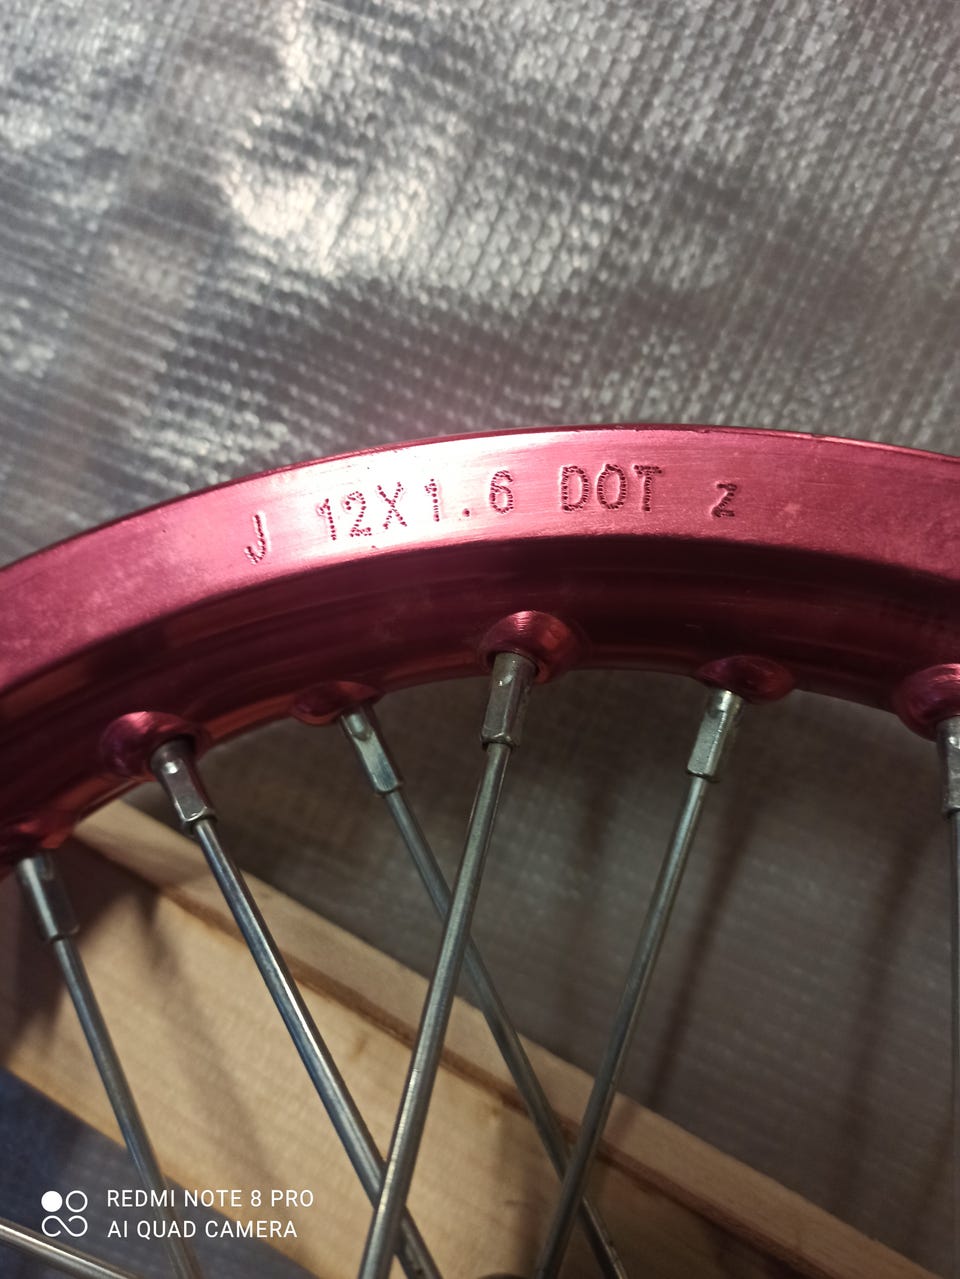 J 12X1.6 DOT z
REDMI NOTE 8 PRO
AI QUAD CAMERA